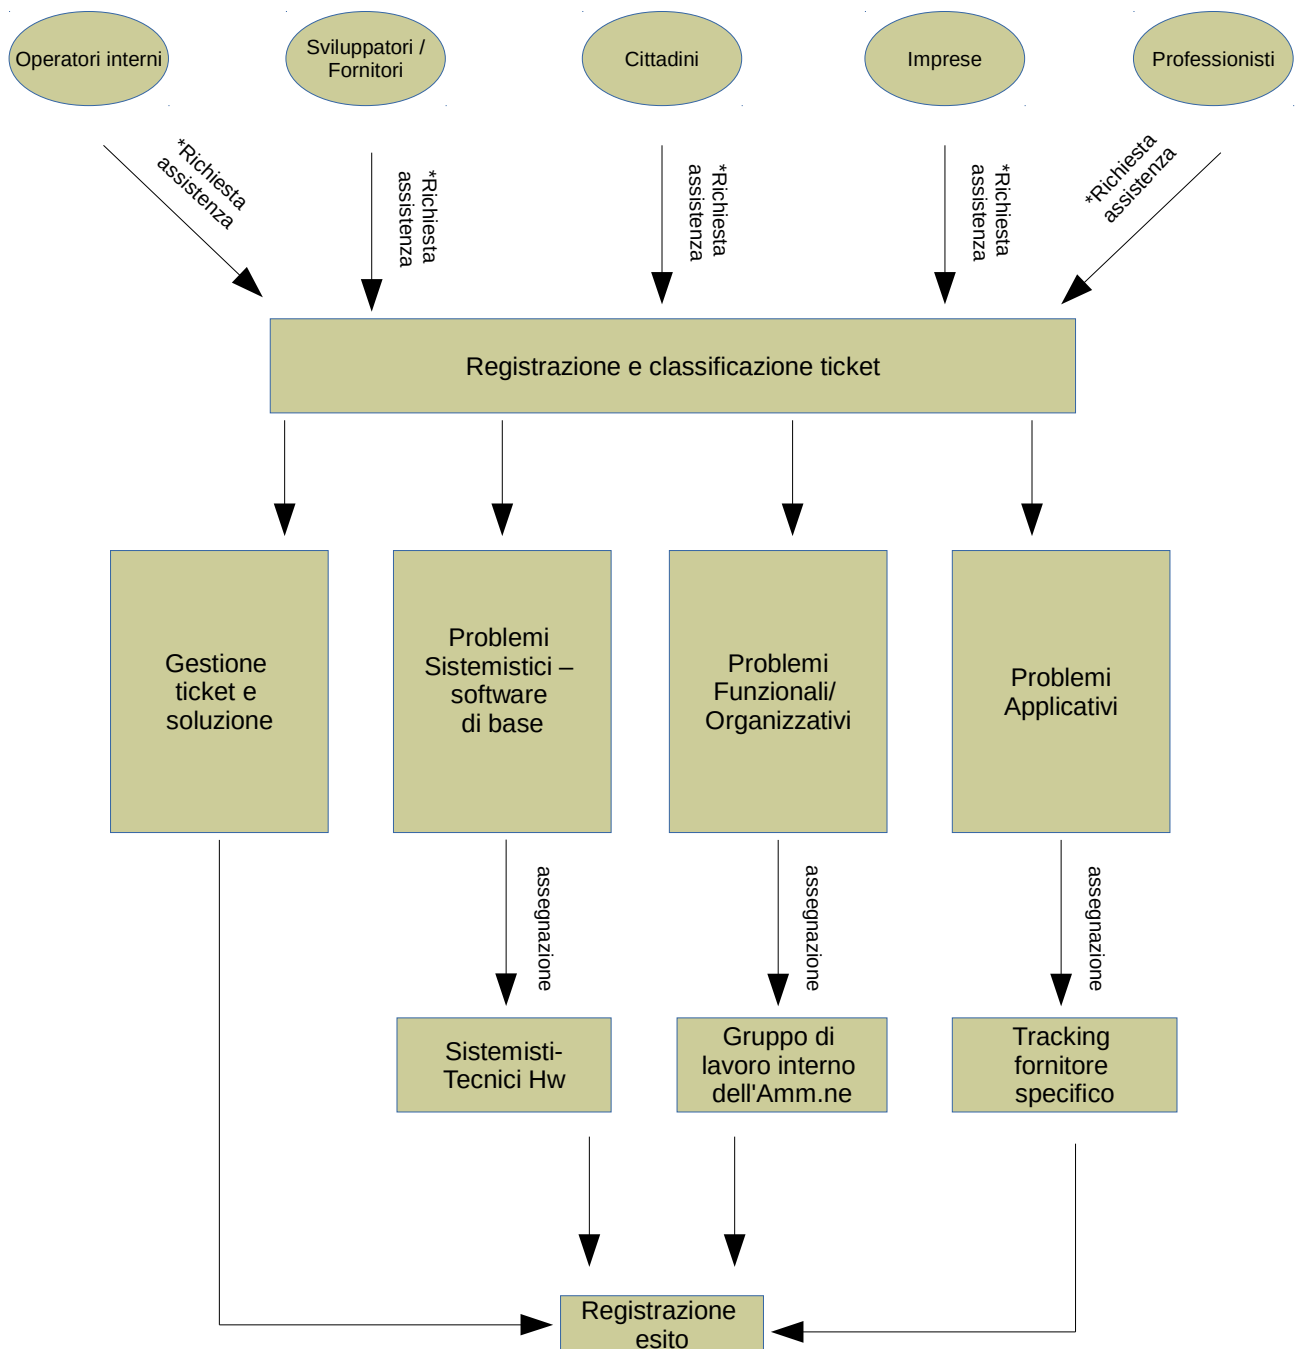 Operatori interni
Sviluppatori /
Fornitori
Cittadini
Imprese
Professionisti
*Richiesta
assistenza
*Richiesta
assistenza
*Richiesta
assistenza
*Richiesta
assistenza
*Richiesta
assistenza
Registrazione e classificazione ticket
Gestione
ticket e
soluzione
Problemi
Sistemistici –
software
di base
Problemi
Funzionali/
Organizzativi
Problemi
Applicativi
assegnazione
assegnazione
assegnazione
Sistemisti-
Tecnici Hw
Gruppo di
lavoro interno
dell'Amm.ne
Tracking
fornitore
specifico
Registrazione
esito